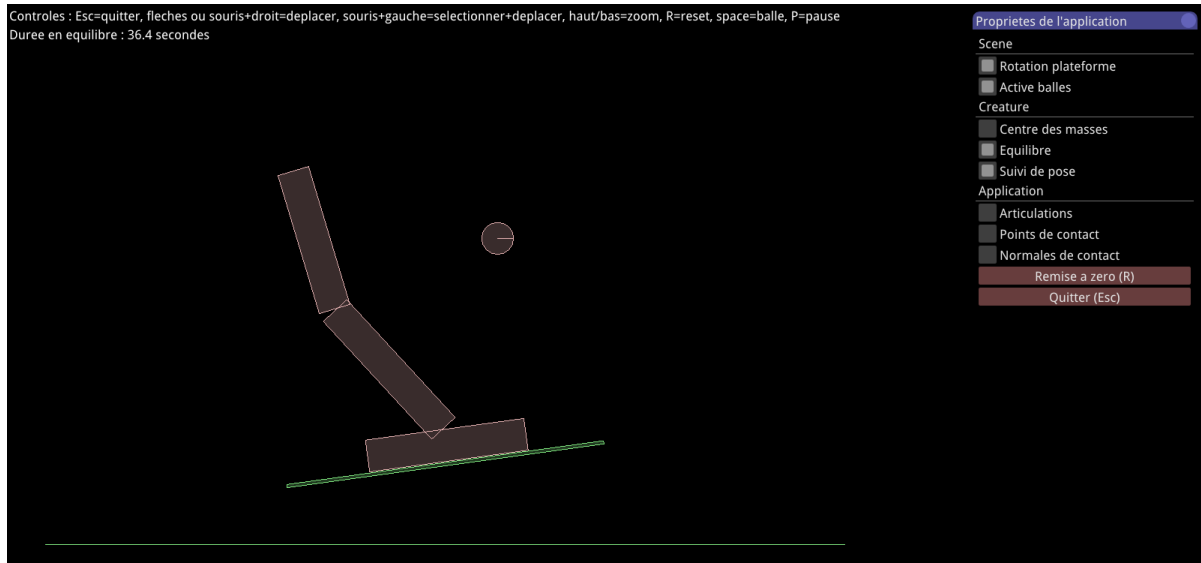 Controles : Esc=quitter, fleches ou souris+droit=deplacer, souris+gauche=selectionner+deplacer, haut/bas=zoom, R=reset, space=balle, P=pause
Duree en equilibre : 36.4 secondes
Proprietes de l'application
Scene
Rotation plateforme
Active balles
Creature
Centre des masses
Equilibre
Suivi de pose
Application
Articulations
Points de contact
Normales de contact
Remise a zero (R)
Quitter (Esc)